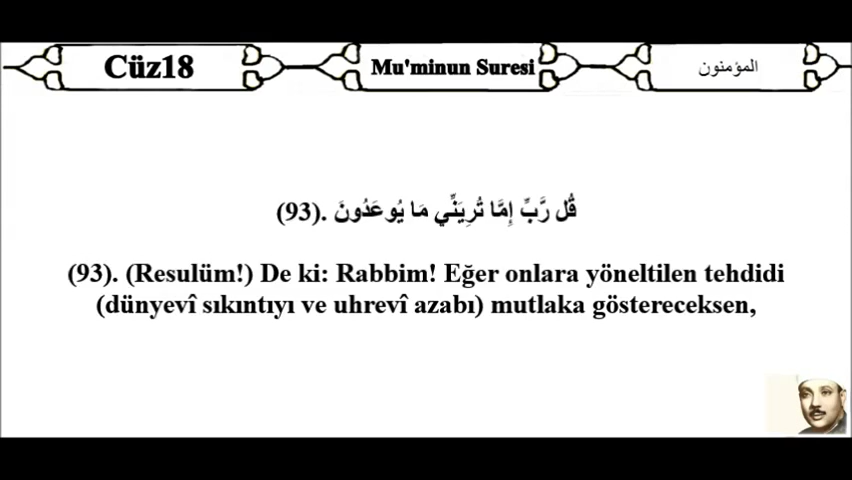 Cüz18
Mu'minun Suresi
المؤمنون
قُل رَّبِّ إِمَّا تُرِيَنِّي مَا يُوعَدُونَ .(93)
(93). (Resulüm!) De ki: Rabbim! Eğer onlara yöneltilen tehdidi
(dünyevî sıkıntıyı ve uhrevî azabı) mutlaka göstereceksen,